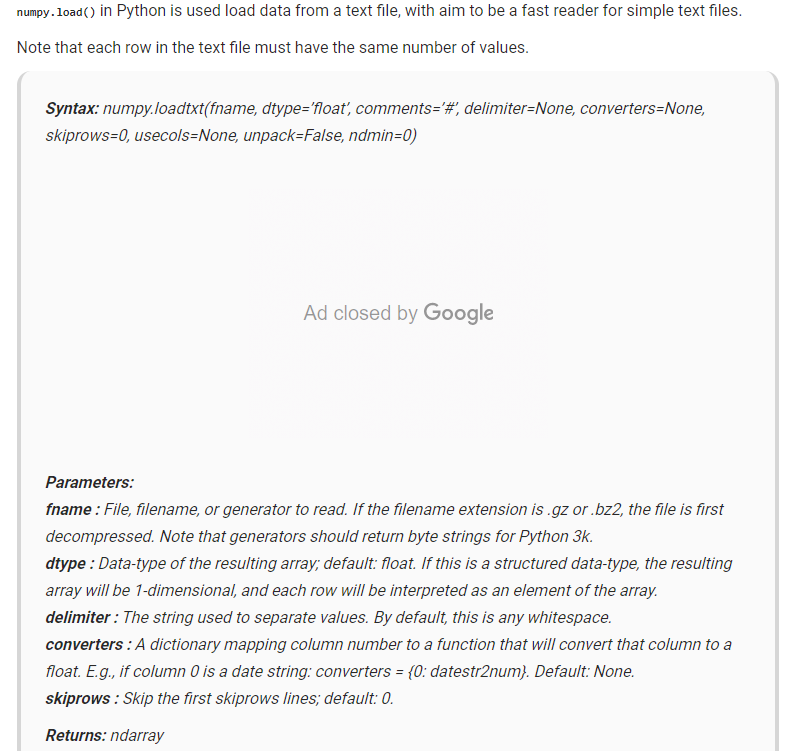 numpy.load() in Python is used load data from a text file, with aim to be a fast reader for simple text files.
Note that each row in the text file must have the same number of values.
Syntax: numpy.loadtxt(fname, dtype='float', comments='#', delimiter=None, converters=None,
skiprows=0, usecols=None, unpack=False, ndmin=0)
Ad closed by Google
Parameters:
fname : File, filename, or generator to read. If the filename extension is .gz or .bz2, the file is first
decompressed. Note that generators should return byte strings for Python 3k.
dtype : Data-type of the resulting array; default: float. If this is a structured data-type, the resulting
array will be 1-dimensional, and each row will be interpreted as an element of the array.
delimiter : The string used to separate values. By default, this is any whitespace.
converters : A dictionary mapping column number to a function that will convert that column to a
float. E.g., if column 0 is a date string: converters = {0: datestr2num}. Default: None.
skiprows : Skip the first skiprows lines; default: 0.
Returns: ndarray